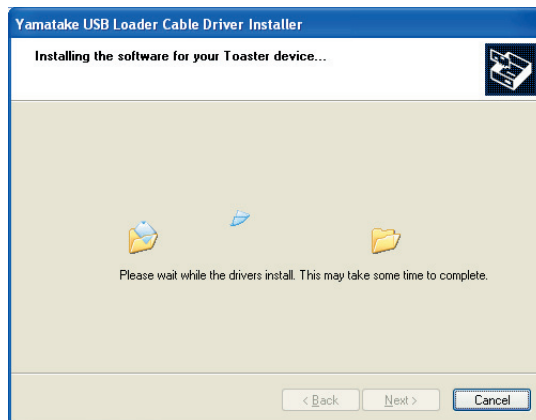 Yamatake USB Loader Cable Driver Installer
Installing the software for your Toaster device...
Please wait while the drivers install. This may take some time to complete.
< Back Next > Cancel